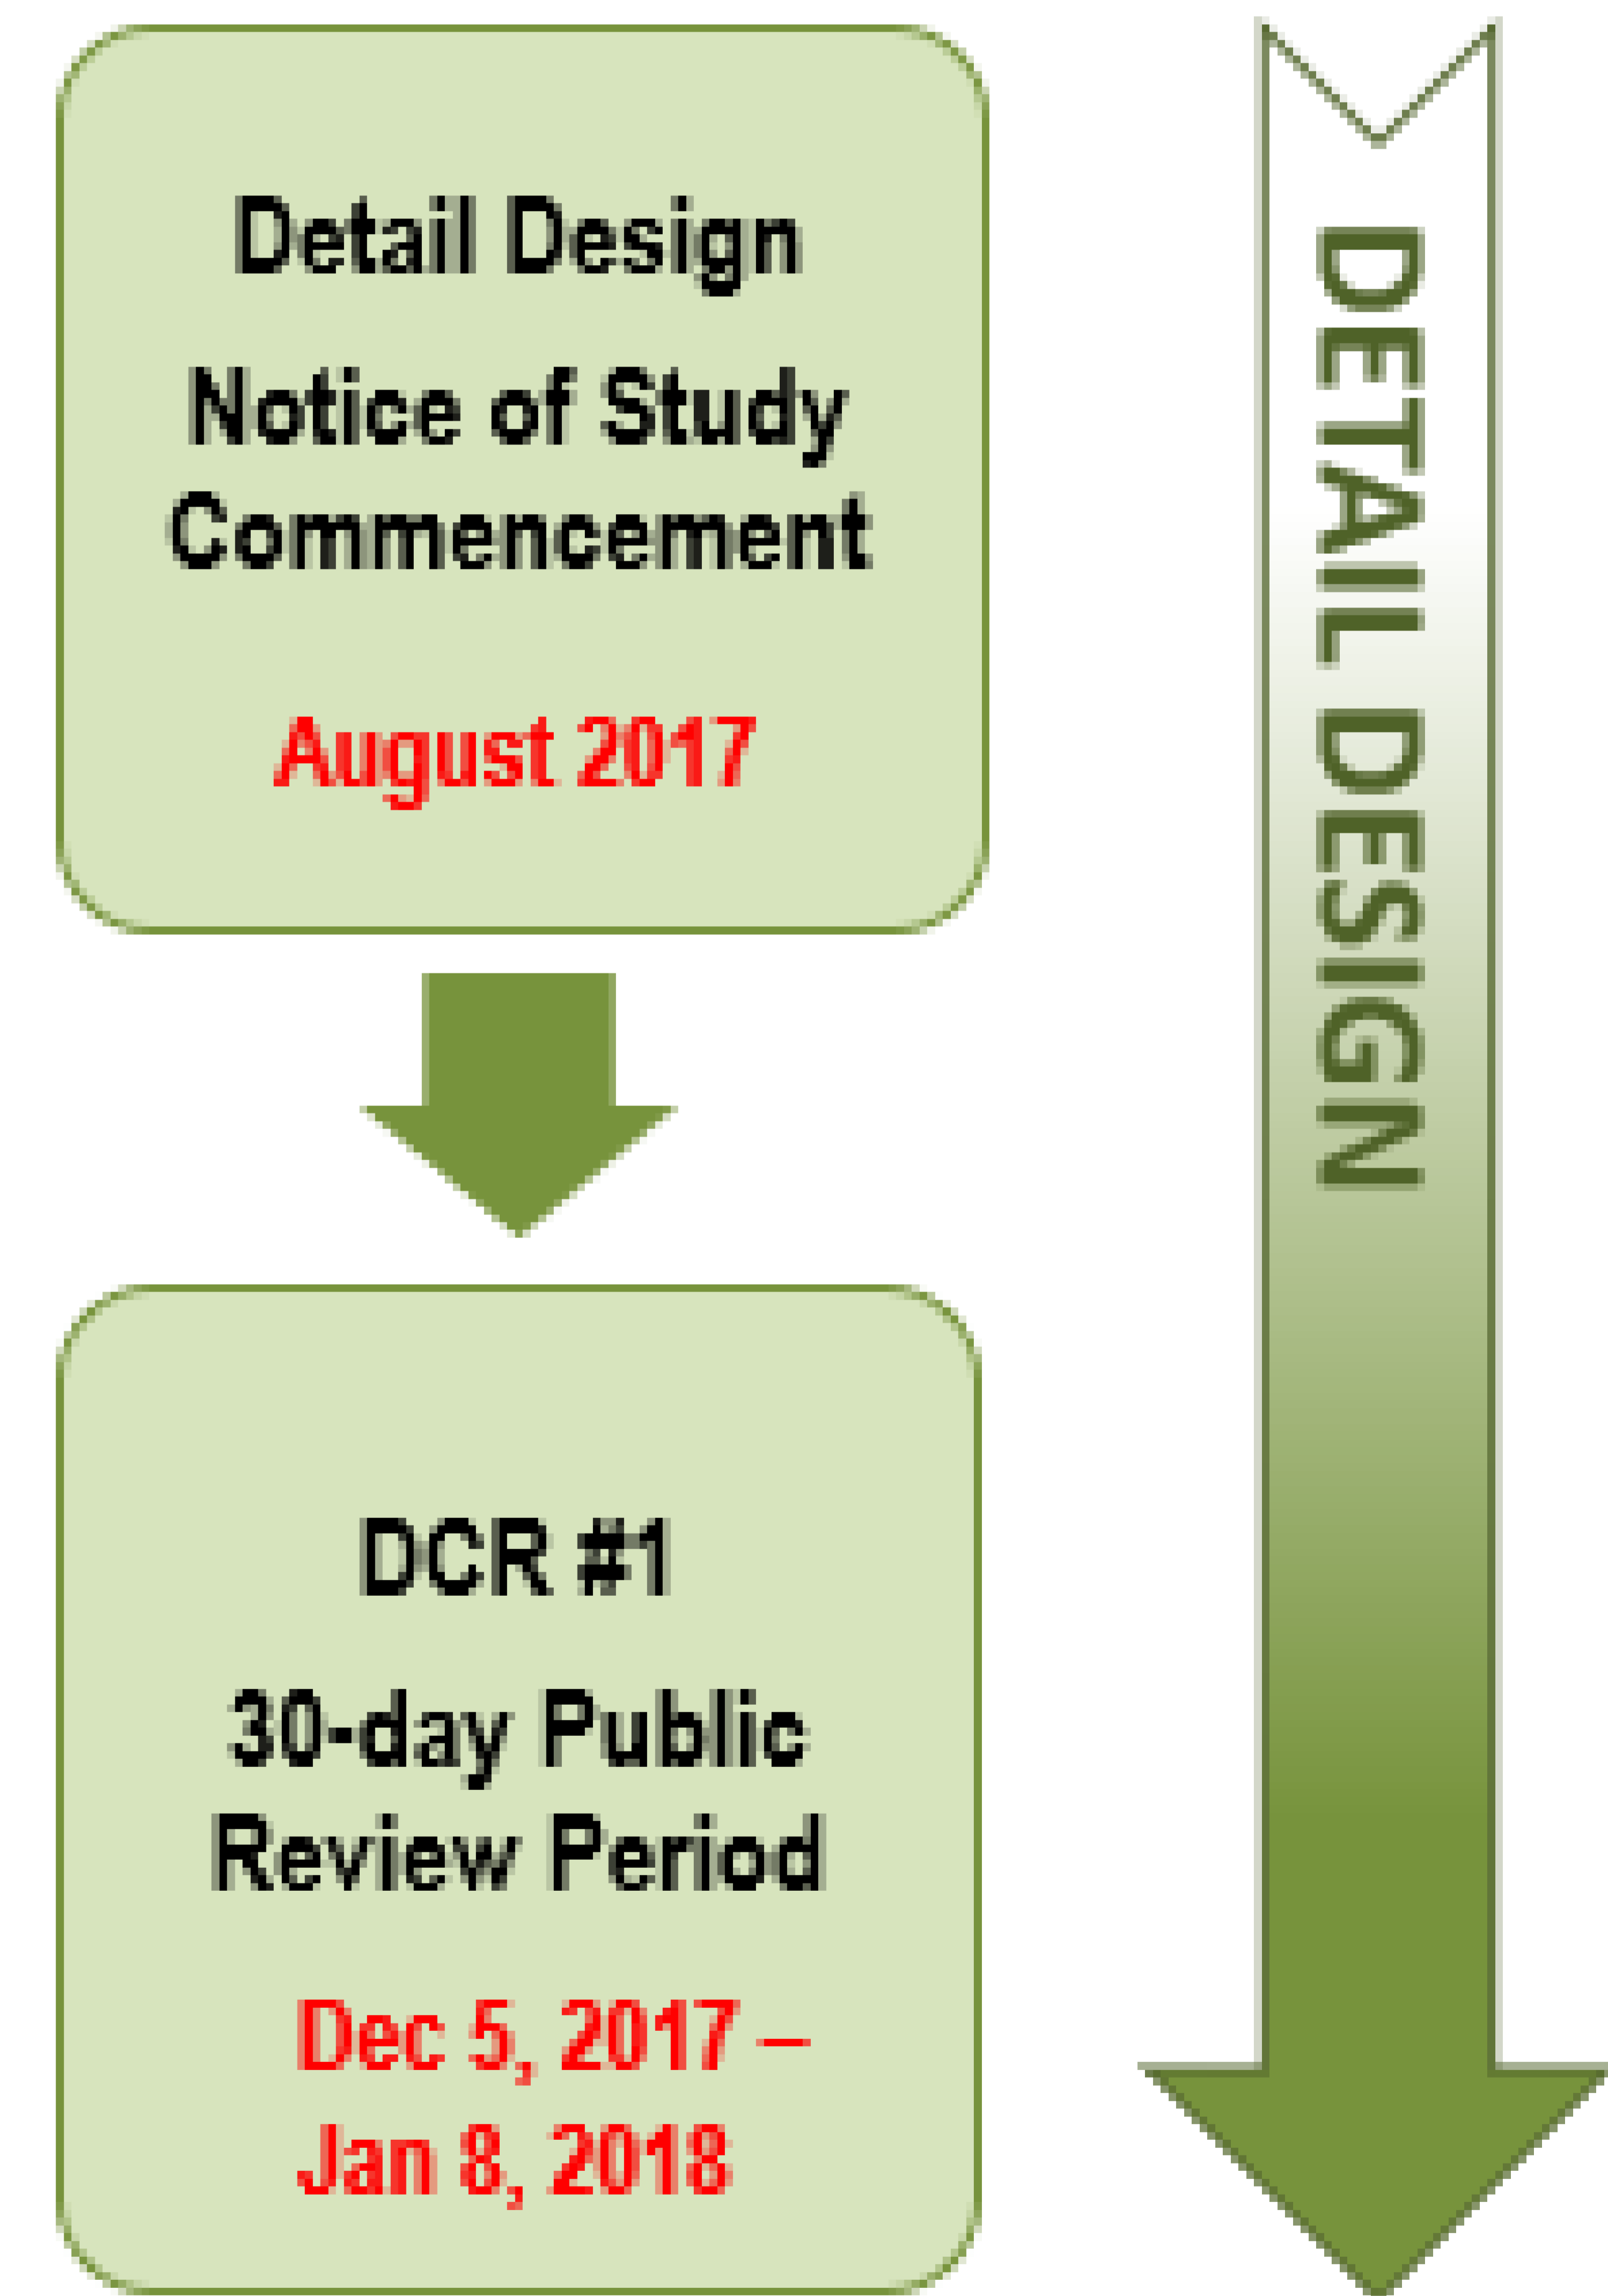 Detail Design
Notice of Study
Commencement
August 2017
DCR #1
30-day Public
Review Period
Dec 5, 2017 –
Jan 8, 2018
DETAIL DESIGN